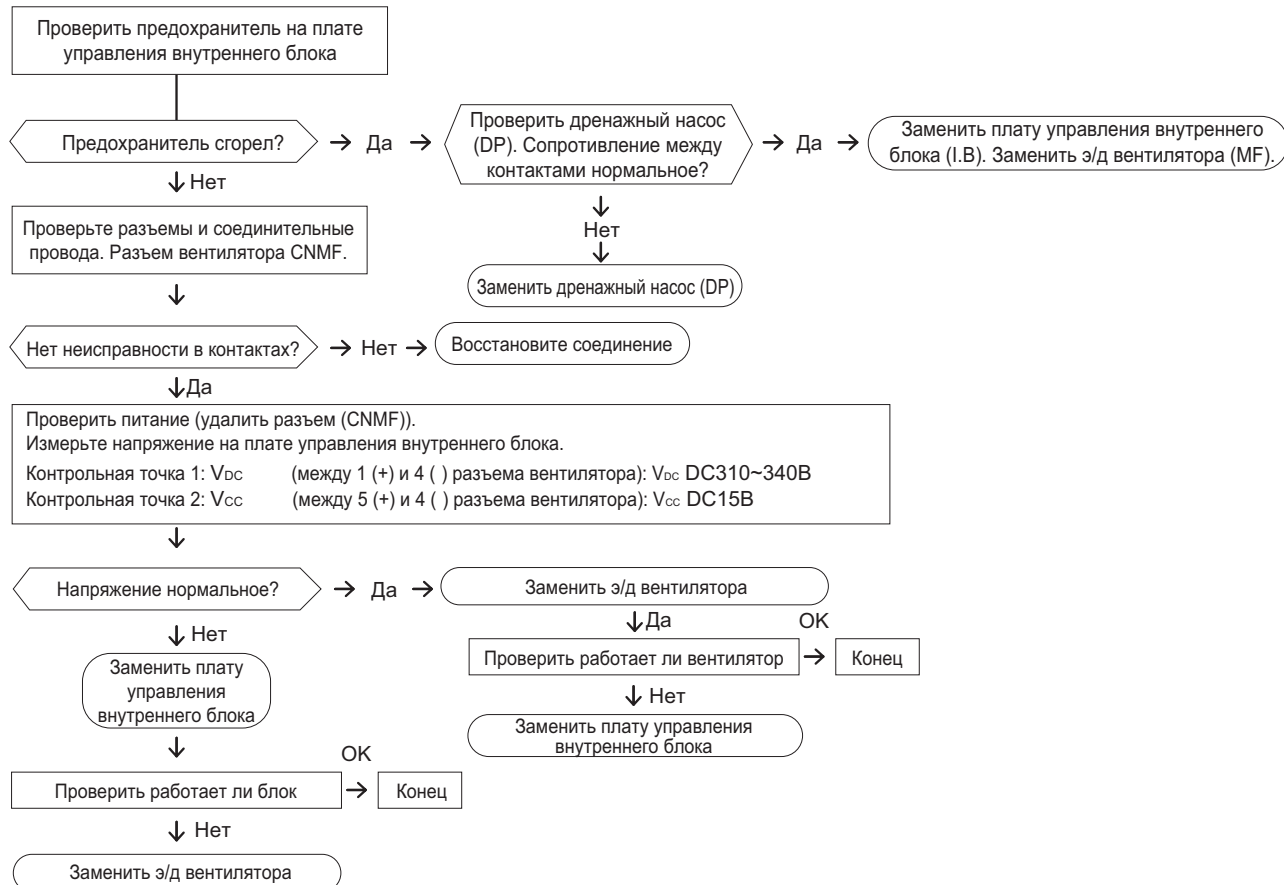 Проверить предохранитель на плате
управления внутреннего блока
Предохранитель сгорел?
Да
Проверить дренажный насос
(DP). Сопротивление между
контактами нормальное?
Да
Заменить плату управления внутреннего
блока (I.B). Заменить э/д вентилятора (MF).
Нет
Нет
Проверьте разъемы и соединительные
провода. Разъем вентилятора CNMF.
Заменить дренажный насос (DP)
Нет неисправности в контактах?
Нет
Восстановите соединение
Да
Проверить питание (удалить разъем (CNMF)).
Измерьте напряжение на плате управления внутреннего блока.
Контрольная точка 1: VDC (между 1 (+) и 4 ( ) разъема вентилятора): VDC DC310~340В
Контрольная точка 2: VCC (между 5 (+) и 4 ( ) разъема вентилятора): VCC DC15В
Напряжение нормальное?
Да
Заменить э/д вентилятора
Да
OK
Проверить работает ли вентилятор
Конец
Нет
Заменить плату управления
внутреннего блока
Нет
Заменить плату
управления
внутреннего блока
OK
Проверить работает ли блок
Конец
Нет
Заменить э/д вентилятора